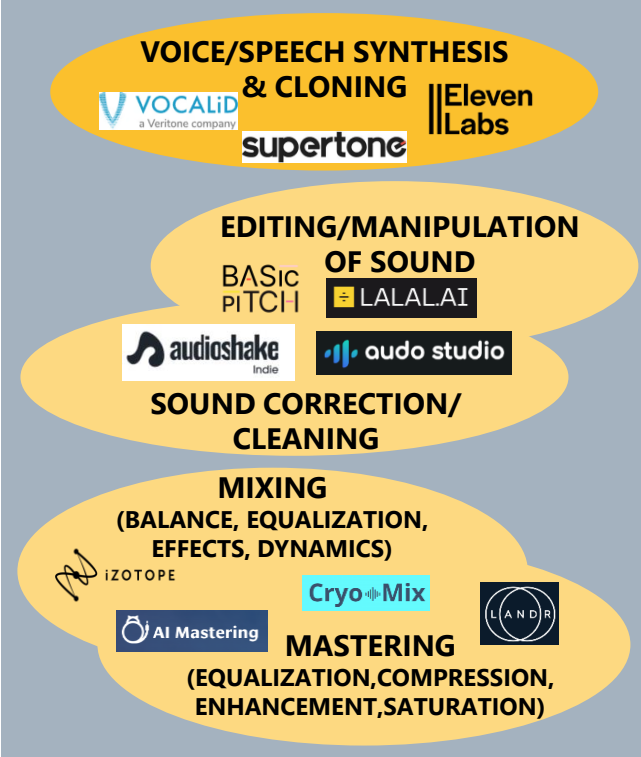 VOICE/SPEECH SYNTHESIS
& CLONING
VOCALiD
a Veritone company
ElevenLabs
supertone
EDITING/MANIPULATION
OF SOUND
BASic
PiTCH
LALAL.AI
audioshake
Indie
audo studio
SOUND CORRECTION/
CLEANING
MIXING
(BALANCE, EQUALIZATION,
EFFECTS, DYNAMICS)
iZOTOPE
Cryo Mix
LANDR
AI Mastering
MASTERING
(EQUALIZATION,COMPRESSION,
ENHANCEMENT,SATURATION)